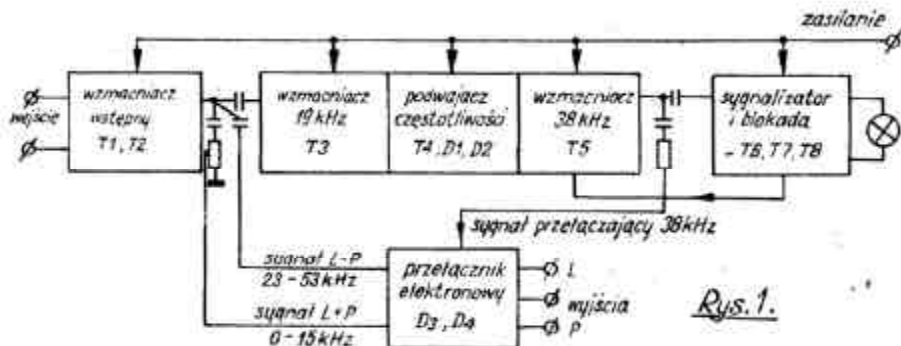 zasilanie
wejście
wzmacniacz
wstępny
T1, T2
wzmacniacz
19 kHz
T3
podwajacz
częstotliwości
T4, D1, D2
wzmacniacz
38 kHz
T5
sygnalizator
i blokada
- T6, T7, T8
sygnał przełączający 38 kHz
sygnał L-P
23-53 kHz
sygnał L+P
0-15 kHz
przełącznik
elektronowy
D3, D4
L
wyjścia
P
Rys. 1.